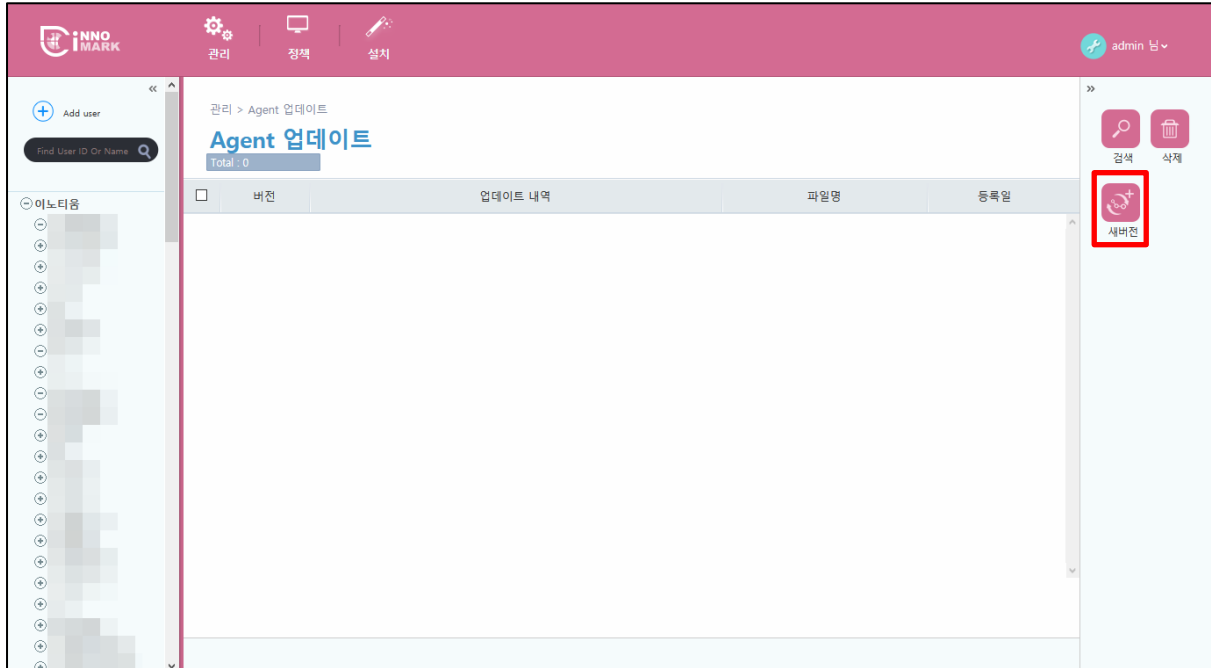 iNNO
MARK
관리
정책
설치
admin 님
«
Add user
Find User ID Or Name
이노티움
관리 > Agent 업데이트
Agent 업데이트
Total : 0
버전
업데이트 내역
파일명
등록일
»
검색
삭제
새버전